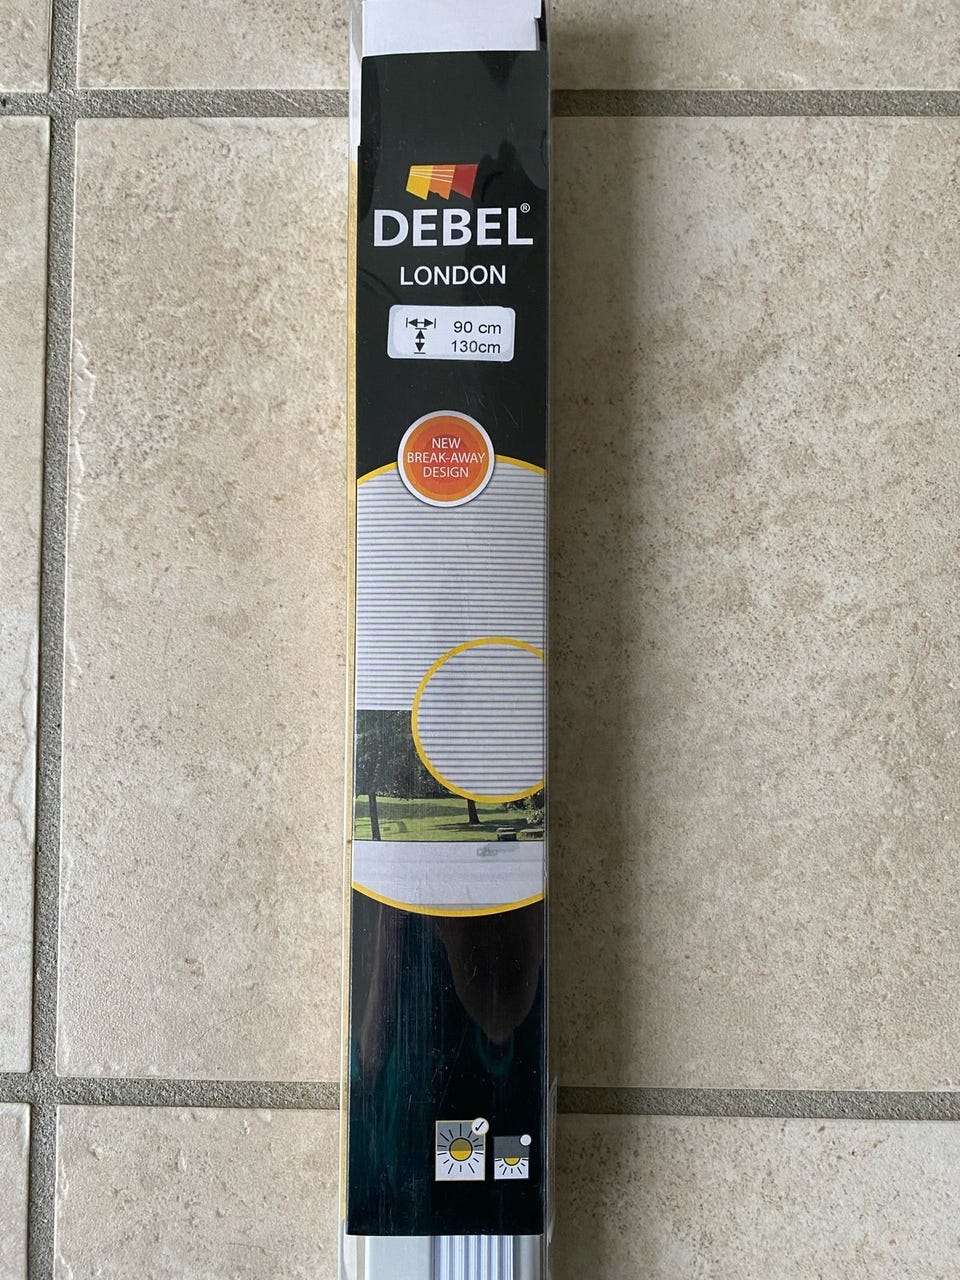 DEBEL®
LONDON
90 cm
130cm
NEW
BREAK-AWAY
DESIGN